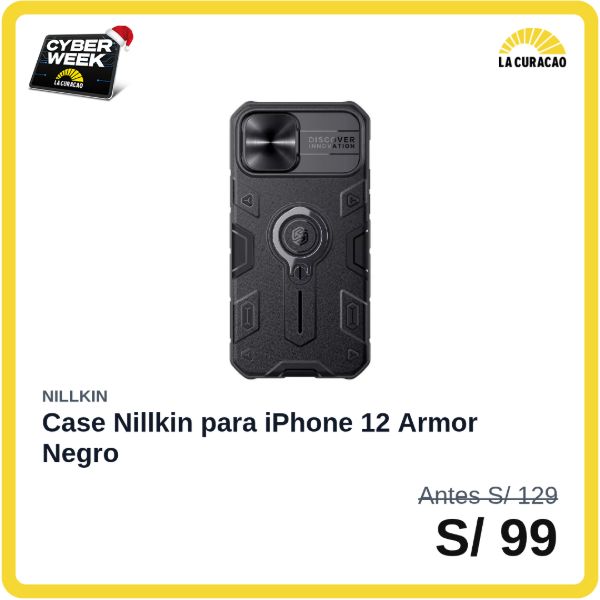 CYBER
WEEK
LA CURACAO
LA CURACAO
DISCOVER
INNOVATION
NILLKIN
Case Nillkin para iPhone 12 Armor
Negro
Antes S/ 129
S/ 99